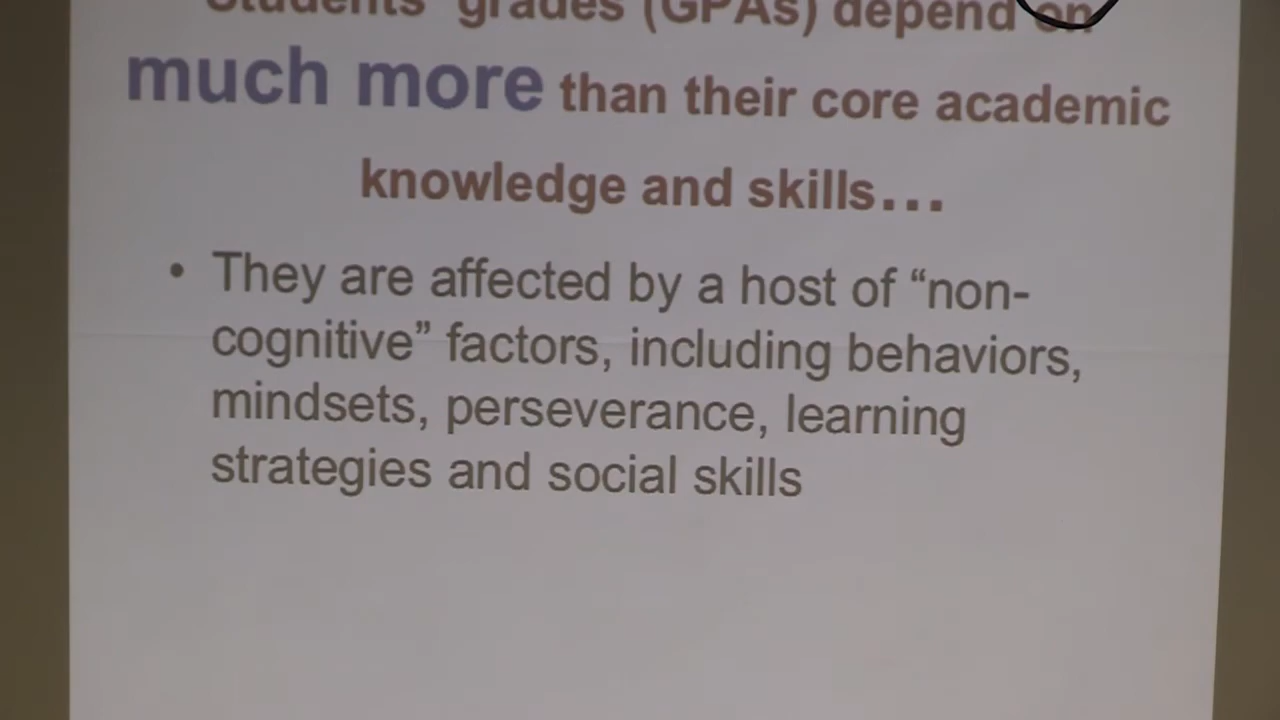 Students' grades (GPAs) depend on
much more than their core academic
knowledge and skills...
• They are affected by a host of “non-
cognitive” factors, including behaviors,
mindsets, perseverance, learning
strategies and social skills